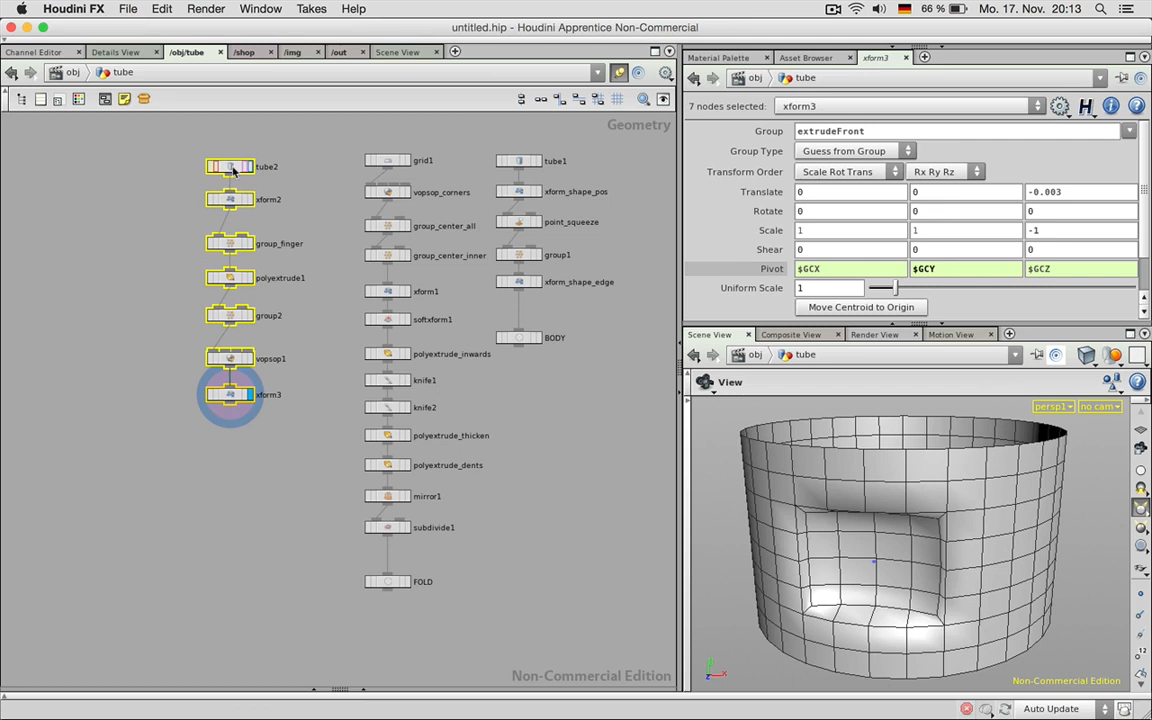 Houdini FX File Edit Render Window Takes Help 66 % Mo. 17. Nov. 20:13
untitled.hip - Houdini Apprentice Non-Commercial
Channel Editor Details View /obj/tube /shop /img /out Scene View
obj tube
Geometry
tube2
xform2
group_finger
polyextrude1
group2
vopsop1
xform3
grid1
vopsop_corners
group_center_all
group_center_inner
xform1
softxform1
polyextrude_inwards
knife1
knife2
polyextrude_thicken
polyextrude_dents
mirror1
subdivide1
FOLD
tube1
xform_shape_pos
point_squeeze
group1
xform_shape_edge
BODY
Non-Commercial Edition
Material Palette Asset Browser xform3
obj tube
7 nodes selected: xform3
Group extrudeFront
Group Type Guess from Group
Transform Order Scale Rot Trans Rx Ry Rz
Translate 0 0 -0.003
Rotate 0 0 0
Scale 1 1 -1
Shear 0 0 0
Pivot $GCX $GCY $GCZ
Uniform Scale 1
Move Centroid to Origin
Scene View Composite View Render View Motion View
obj tube
View
persp1 no cam
12
Non-Commercial Edition
Auto Update